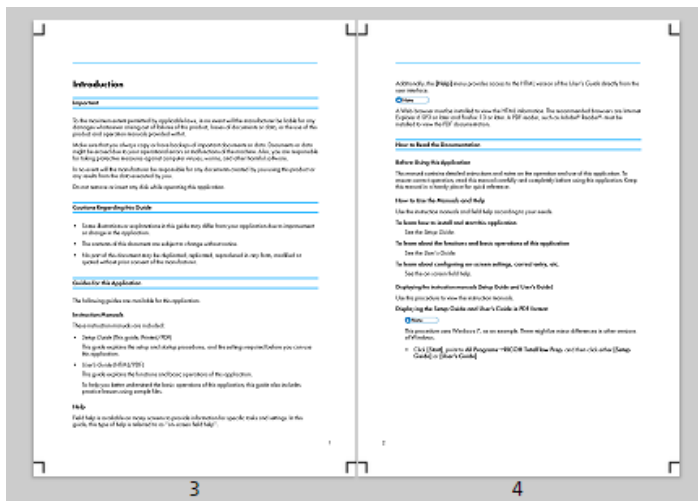 Introduction
Important
To the maximum extent permitted by applicable laws, in no event will the manufacturer be liable for any
damages whatsoever arising out of failures of this product, losses of documents or data, or the use of the
product and operation manuals provided with it.
Make sure that you always copy or have backups of important documents or data. Documents or data
might be erased due to your operational errors or malfunctions of the machine. Also, you are responsible
for taking protective measures against computer viruses, worms, and other harmful software.
In no event will the manufacturer be responsible for any documents created by you using this product or
any results from the data executed by you.
Do not remove or insert any disk while operating this application.
Cautions Regarding this Guide
• Some illustrations or explanations in this guide may differ from your application due to improvement
or change in the application.
• The contents of this document are subject to change without notice.
• No part of this document may be duplicated, replicated, reproduced in any form, modified or
quoted without prior consent of the manufacturer.
Guides for this Application
The following guides are available for this application.
Instruction Manuals
These instruction manuals are included:
• Setup Guide (This guide, Printed/PDF)
This guide explains the setup and startup procedures, and the setting required before you can use
this application.
• User's Guide (HTML/PDF)
This guide explains the functions and basic operations of the application.
To help you better understand the basic operations of this application, this guide also includes
practice lessons using sample files.
Help
Field help is available on many screens to provide information for specific tasks and settings. In this
guide, this type of help is referred to as "on-screen field help".
1
3
Additionally, the [Help] menu provides access to the HTML version of the User's Guide directly from the
user interface.
Note
A Web browser must be installed to view the HTML information. The recommended browsers are Internet
Explorer 6 SP3 or later and Firefox 13 or later. A PDF reader, such as Adobe® Reader®, must be
installed to view the PDF documentation.
How to Read the Documentation
Before Using this Application
This manual contains detailed instructions and notes on the operation and use of this application. To
ensure correct operation, read this manual carefully and completely before using this application. Keep
this manual in a handy place for quick reference.
How to Use the Manuals and Help
Use the instruction manuals and field help according to your needs.
To learn how to install and start this application
See the Setup Guide.
To learn about the functions and basic operations of this application
See the User's Guide.
To learn about configuring on-screen settings, correct entry, etc.
See the on-screen field help.
Displaying the instruction manuals (Setup Guide and User's Guide)
Use this procedure to view the instruction manuals.
Displaying the Setup Guide and User's Guide in PDF format
Note
This procedure uses Windows 7, as an example. There might be minor differences in other versions
of Windows.
• Click [Start], point to All Programs→RICOH TotalFlow Prep, and then click either [Setup
Guide] or [User's Guide].
2
4